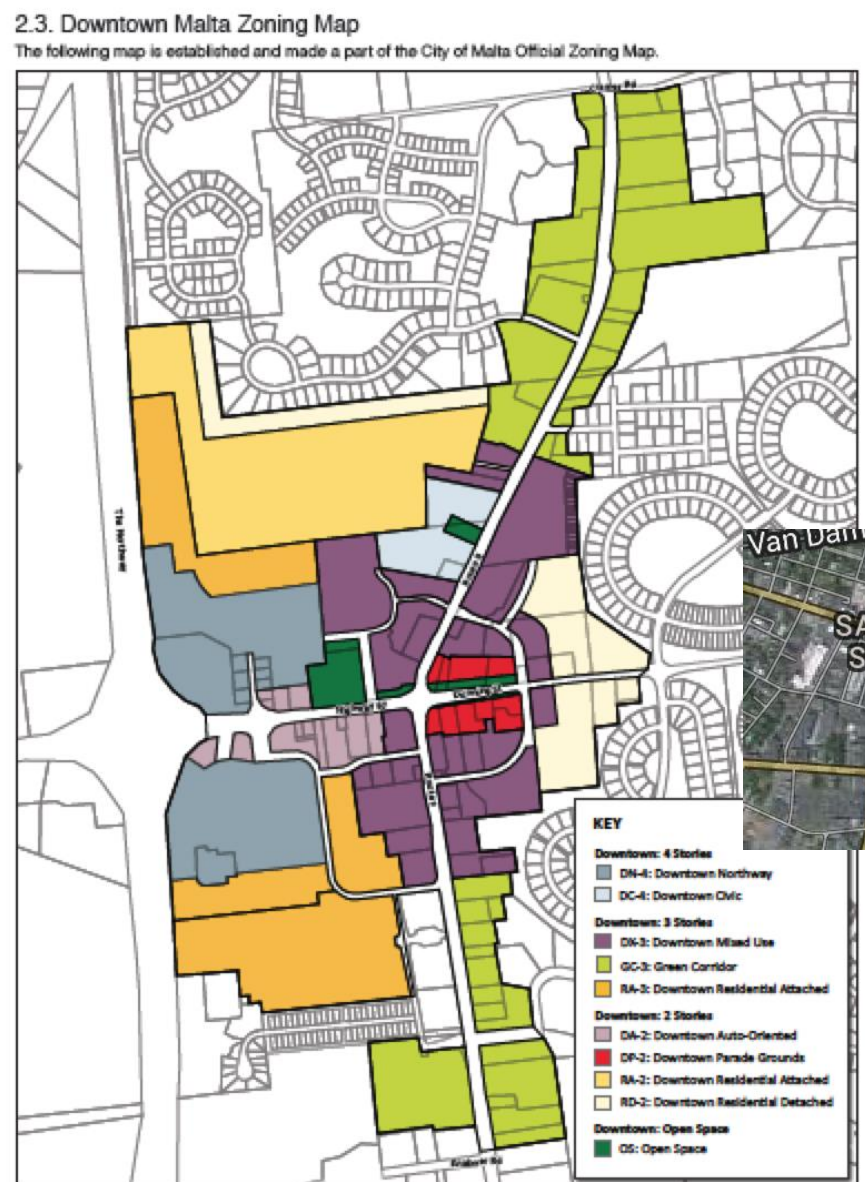 2.3. Downtown Malta Zoning Map
The following map is established and made a part of the City of Malta Official Zoning Map.
The Northway
Van Dam
SA
S
KEY
Downtown: 4 Stories
DN-4: Downtown Northway
DC-4: Downtown Civic
Downtown: 3 Stories
DX-3: Downtown Mixed Use
GC-3: Green Corridor
RA-3: Downtown Residential Attached
Downtown: 2 Stories
DA-2: Downtown Auto-Oriented
DP-2: Downtown Parade Grounds
RA-2: Downtown Residential Attached
RD-2: Downtown Residential Detached
Downtown: Open Space
OS: Open Space